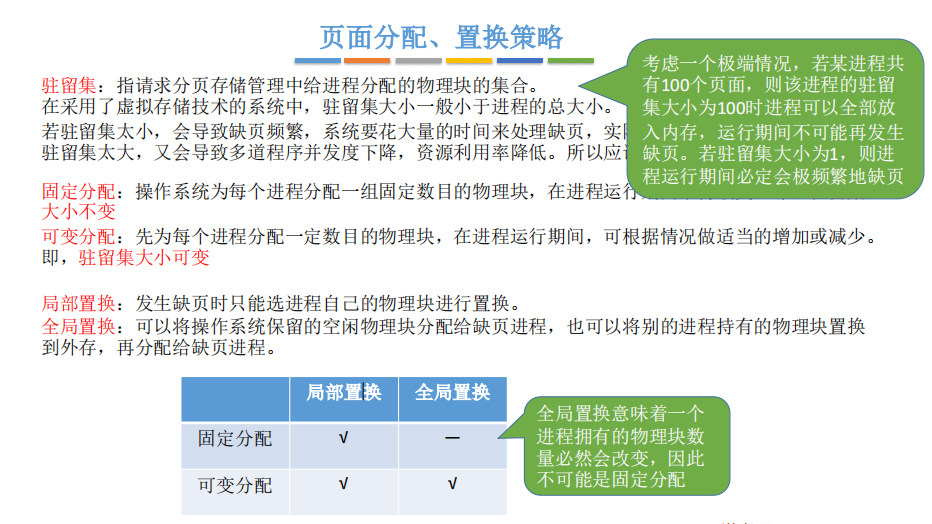 页面分配、置换策略
驻留集：指请求分页存储管理中给进程分配的物理块的集合。
在采用了虚拟存储技术的系统中，驻留集大小一般小于进程的总大小。
若驻留集太小，会导致缺页频繁，系统要花大量的时间来处理缺页，实
驻留集太大，又会导致多道程序并发度下降，资源利用率降低。所以应
考虑一个极端情况，若某进程共
有100个页面，则该进程的驻留
集大小为100时进程可以全部放
入内存，运行期间不可能再发生
缺页。若驻留集大小为1，则进
程运行期间必定会极频繁地缺页
固定分配：操作系统为每个进程分配一组固定数目的物理块，在进程运行
大小不变
可变分配：先为每个进程分配一定数目的物理块，在进程运行期间，可根据情况做适当的增加或减少。
即，驻留集大小可变
局部置换：发生缺页时只能选进程自己的物理块进行置换。
全局置换：可以将操作系统保留的空闲物理块分配给缺页进程，也可以将别的进程持有的物理块置换
到外存，再分配给缺页进程。
局部置换 全局置换
固定分配 √ —
可变分配 √ √
全局置换意味着一个
进程拥有的物理块数
量必然会改变，因此
不可能是固定分配